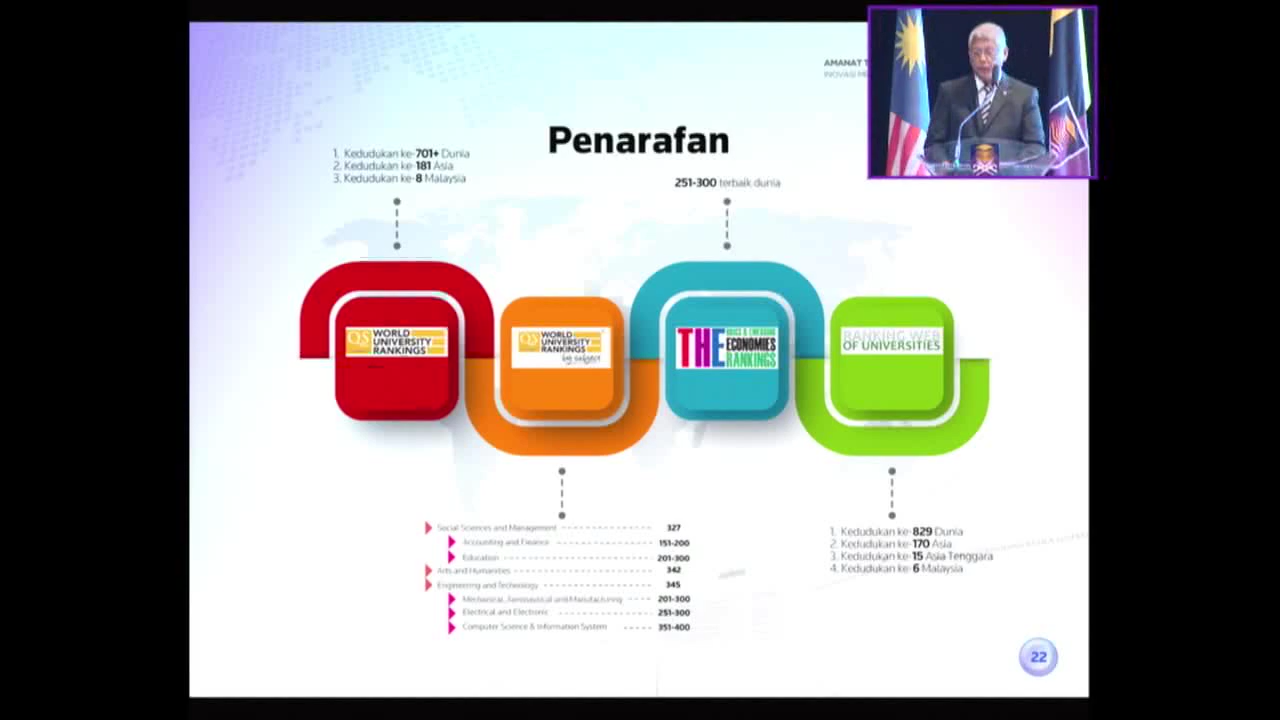 AMANAT
Penarafan
1. Kedudukan ke-701+ Dunia
2. Kedudukan ke-181 Asia
3. Kedudukan ke-8 Malaysia
251-300 terbaik dunia
QS WORLD
UNIVERSITY
RANKINGS
QS WORLD
UNIVERSITY
RANKINGS
by subject
THE
BRICS & EMERGING
ECONOMIES
RANKINGS
RANKING WEB
OF UNIVERSITIES
Social Sciences and Management 327
Accounting and Finance 151-200
Education 201-300
Arts and Humanities 342
Engineering and Technology 345
Mechanical, Aeronautical and Manufacturing 201-300
Electrical and Electronic 251-300
Computer Science & Information System 351-400
1. Kedudukan ke-829 Dunia
2. Kedudukan ke-170 Asia
3. Kedudukan ke-15 Asia Tenggara
4. Kedudukan ke-6 Malaysia
22